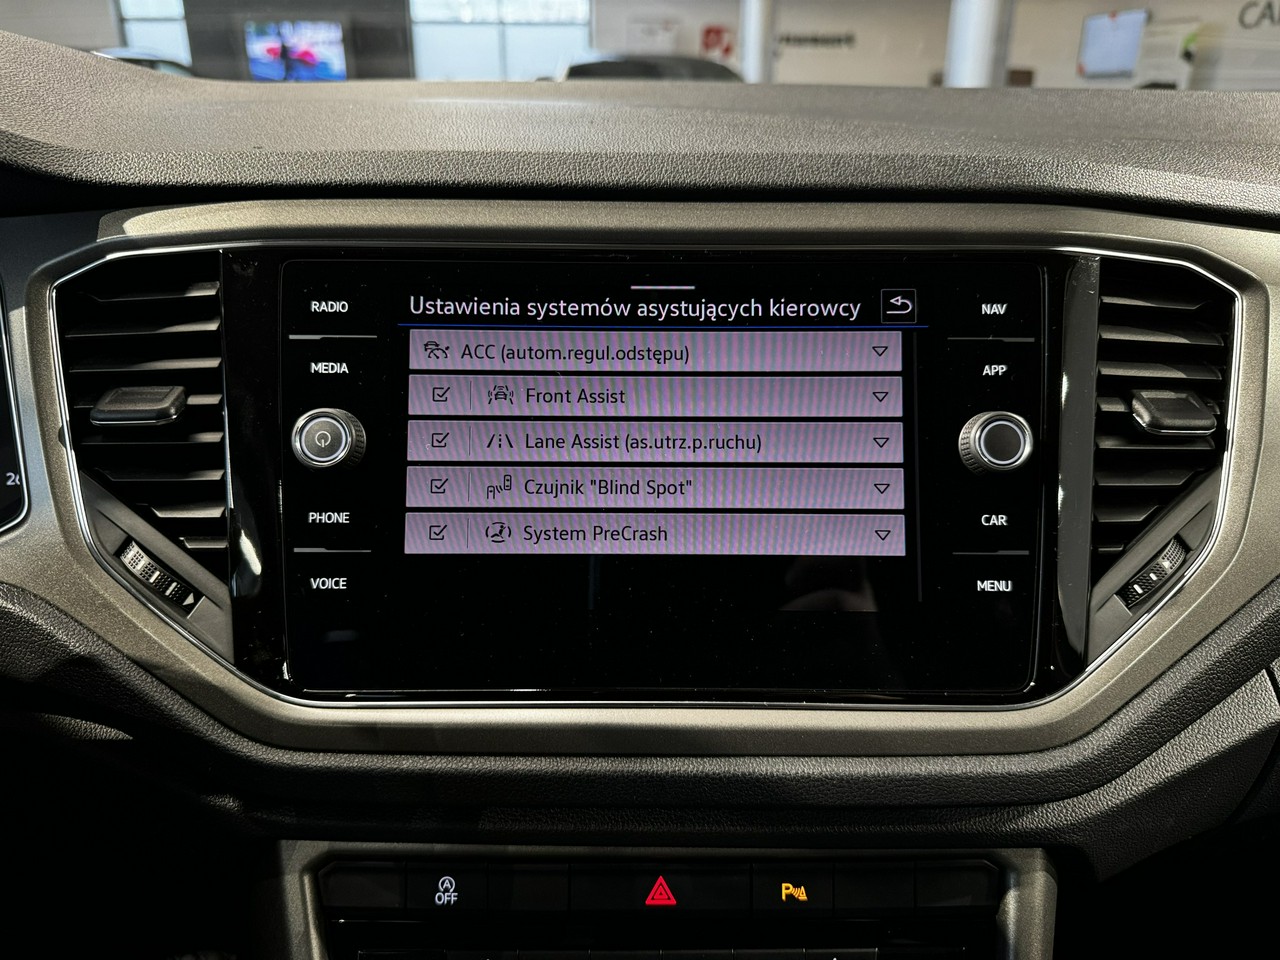 CA
RADIO
MEDIA
PHONE
VOICE
Ustawienia systemów asystujących kierowcy
ACC (autom.regul.odstępu)
Front Assist
Lane Assist (as.utrz.p.ruchu)
Czujnik "Blind Spot"
System PreCrash
NAV
APP
CAR
MENU
A
OFF
P